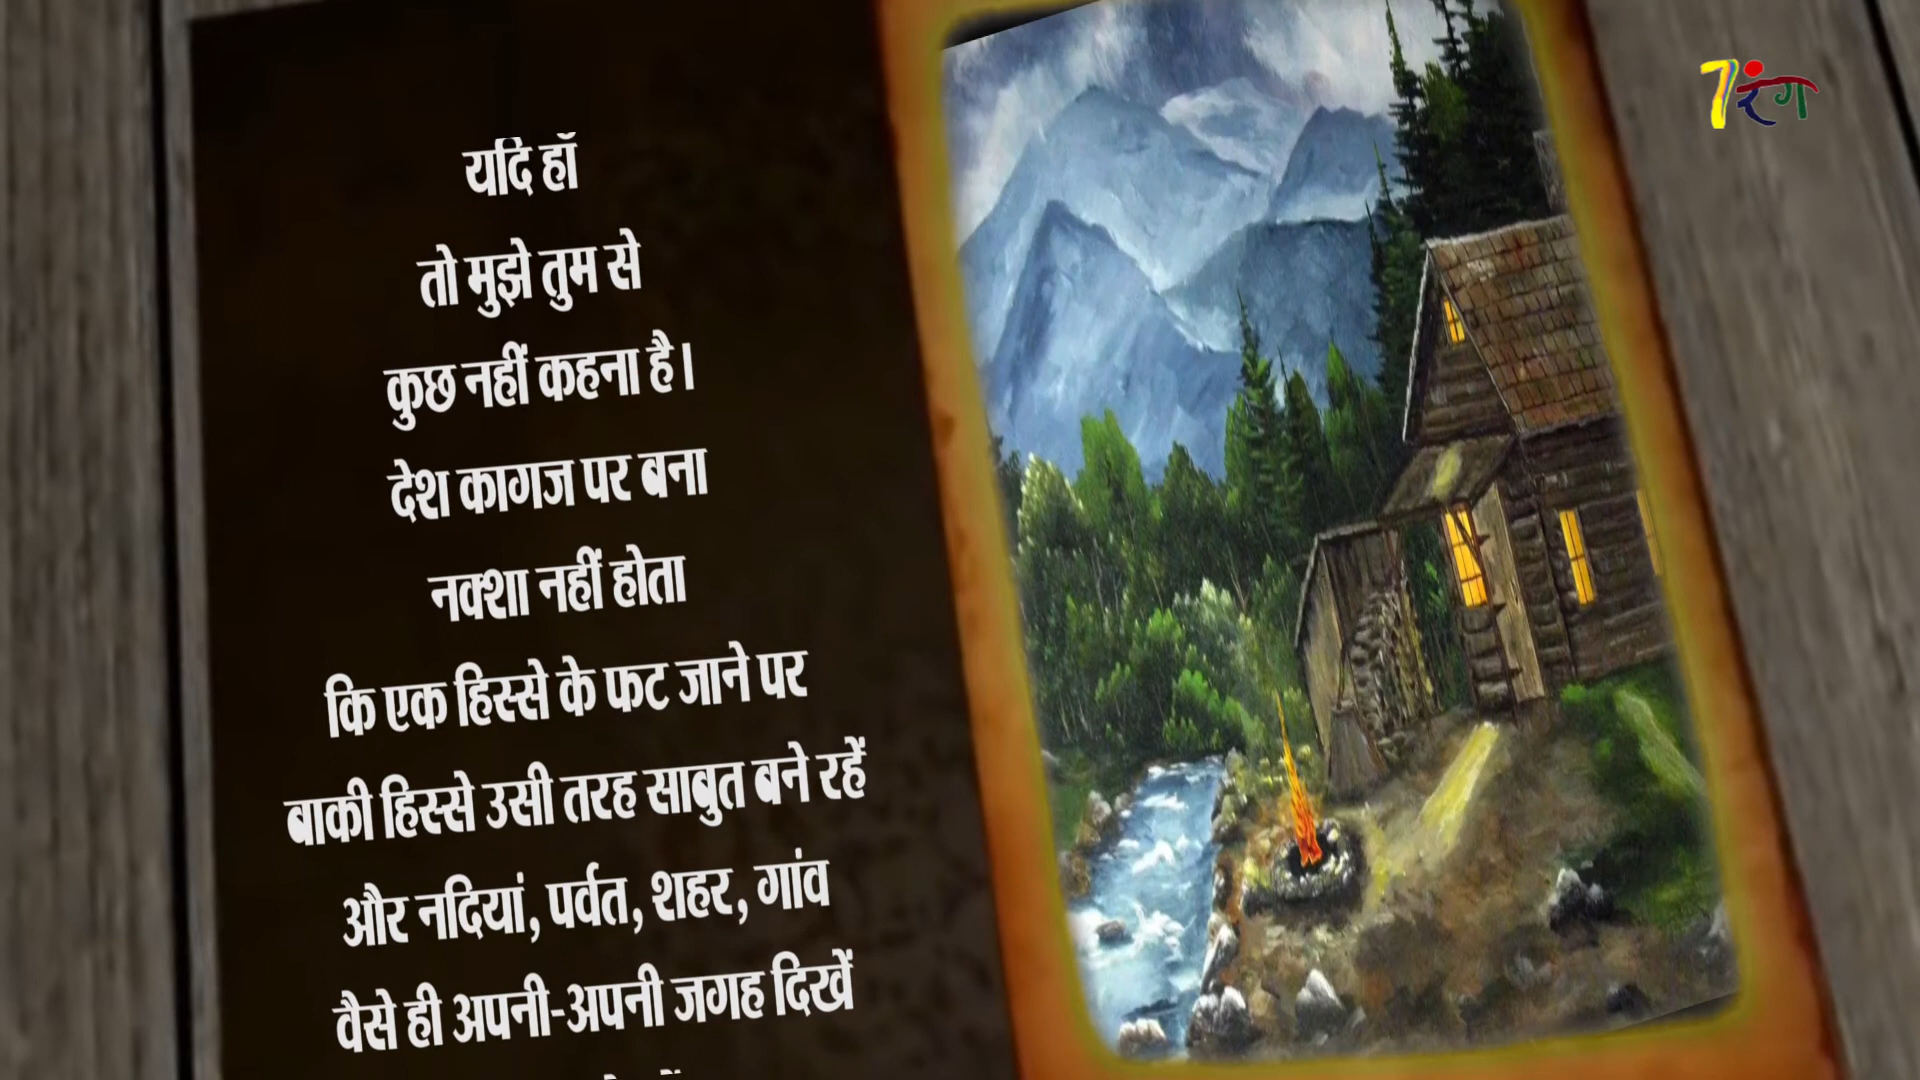 यदि हाँ
तो मुझे तुम से
कुछ नहीं कहना है।
देश कागज पर बना
नक्शा नहीं होता
कि एक हिस्से के फट जाने पर
बाकी हिस्से उसी तरह साबुत बने रहें
और नदियां, पर्वत, शहर, गांव
वैसे ही अपनी-अपनी जगह दिखें
7रंग